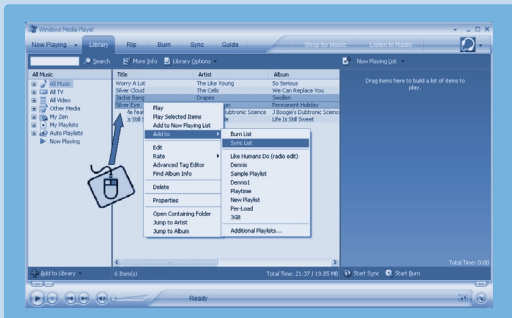 Windows Media Player
Now Playing Library Rip Burn Sync Guide Shop for Music Listen to Radio
Search More Info Library Options Now Playing List
All Music
All Music
All TV
All Video
Other Media
My Zen
My Playlists
Auto Playlists
Now Playing
Title Artist Album
Worry A Lot The Like Young So Serious
Silver Cloud The Cells We Can Replace You
Jackie Bang Drapes Swollen
Silver Eye Permanent Holiday
Dubtronic Science J Boogie's Dubtronic Science
's Still Life Is Still Sweet
Play
Play Selected Items
Add to Now Playing List
Add to
Edit
Rate
Advanced Tag Editor
Find Album Info
Delete
Properties
Open Containing Folder
Jump to Artist
Jump to Album
Burn List
Sync List
Like Humans Do (radio edit)
Dennis
Sample Playlist
Dennis1
Playtime
New Playlist
Per-Load
3GB
Additional Playlists...
Drag items here to build a list of items to
play.
Total Time: 0:00
Add to Library 6 Item(s) Total Time: 21:37 / 19.85 MB Start Sync Start Burn
Ready